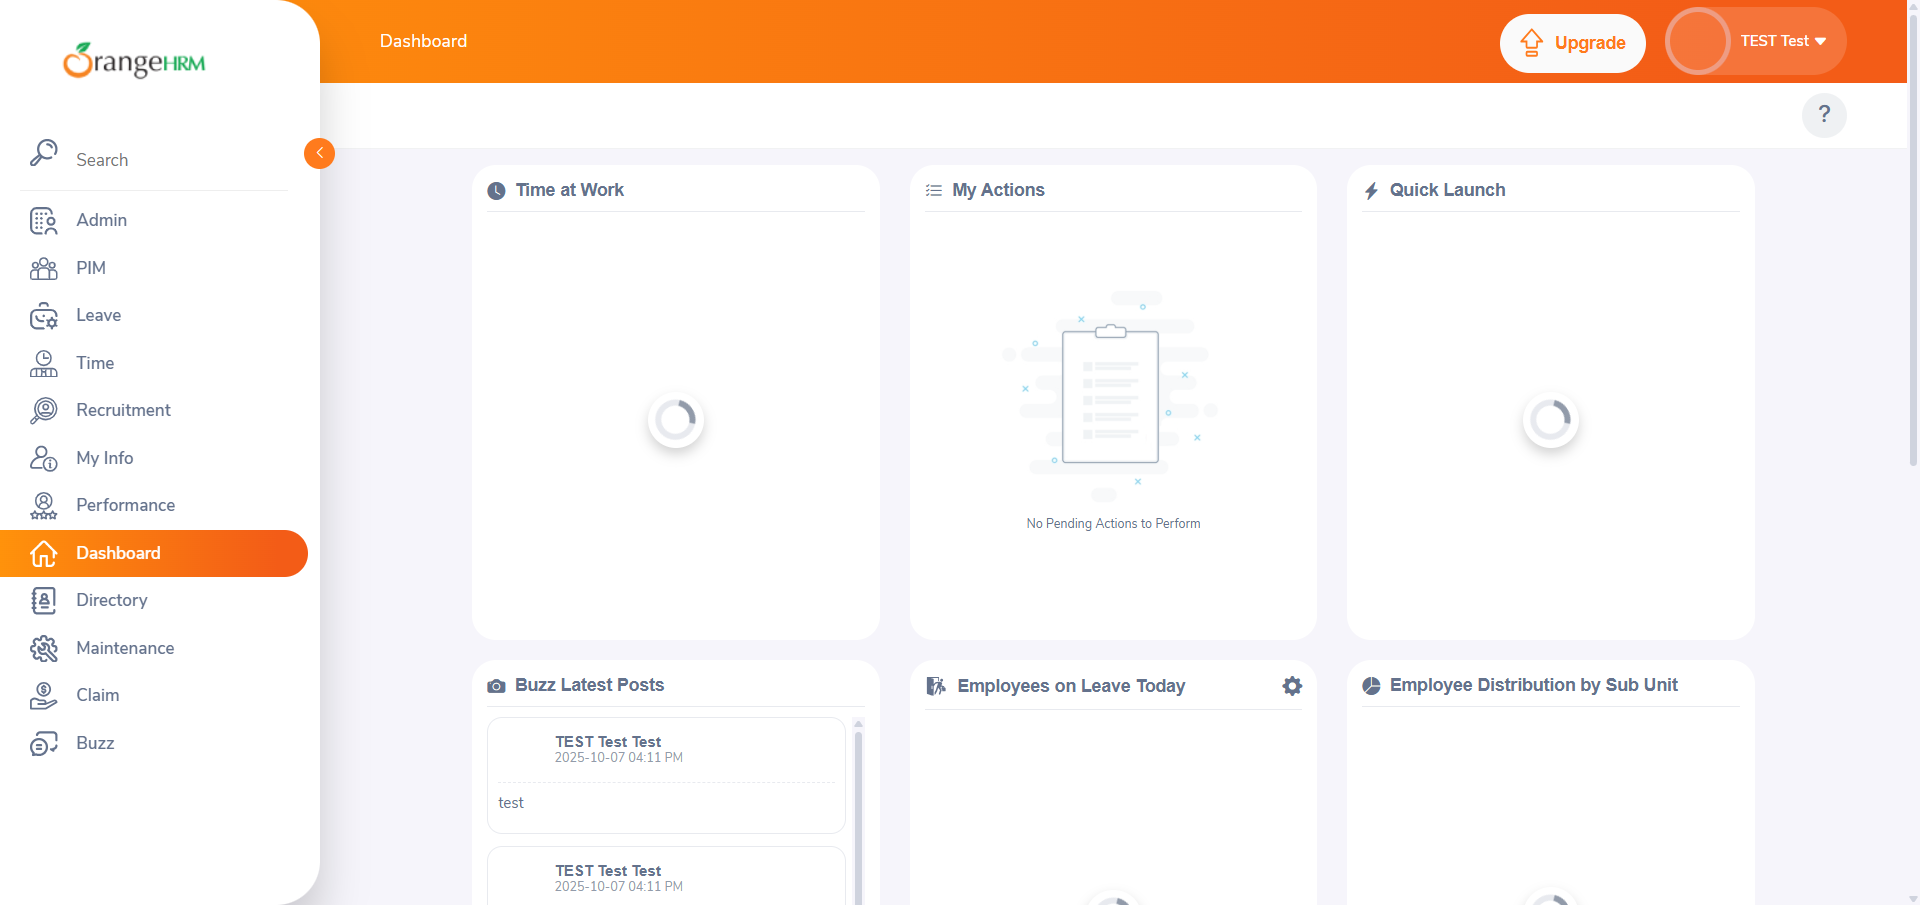 OrangeHRM
Search
Admin
PIM
Leave
Time
Recruitment
My Info
Performance
Dashboard
Directory
Maintenance
Claim
Buzz
Dashboard
Upgrade
TEST Test
?
Time at Work
My Actions
No Pending Actions to Perform
Quick Launch
Buzz Latest Posts
TEST Test Test
2025-10-07 04:11 PM
test
TEST Test Test
2025-10-07 04:11 PM
Employees on Leave Today
Employee Distribution by Sub Unit